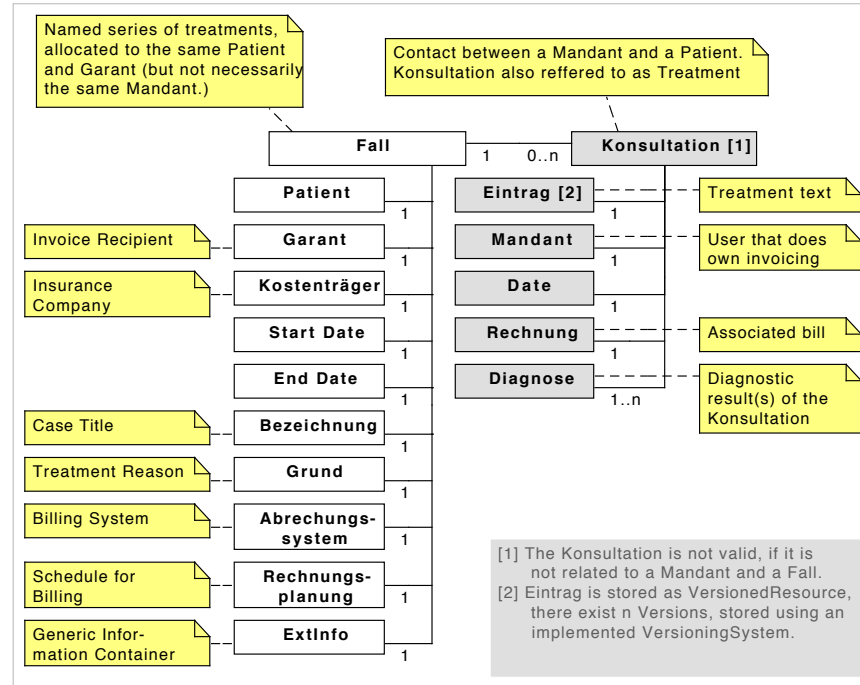 Named series of treatments,
allocated to the same Patient
and Garant (but not necessarily
the same Mandant.)
Contact between a Mandant and a Patient.
Konsultation also reffered to as Treatment
Fall
1
0..n
Konsultation [1]
Patient
1
Eintrag [2]
1
Treatment text
Invoice Recipient
Garant
1
Mandant
1
User that does
own invoicing
Insurance
Company
Kostenträger
1
Date
1
Start Date
1
Rechnung
1
Associated bill
End Date
1
Diagnose
1..n
Diagnostic
result(s) of the
Konsultation
Case Title
Bezeichnung
1
Treatment Reason
Grund
1
Billing System
Abrechungs-
system
1
Schedule for
Billing
Rechnungs-
planung
1
Generic Infor-
mation Container
ExtInfo
1
[1] The Konsultation is not valid, if it is
not related to a Mandant and a Fall.
[2] Eintrag is stored as VersionedResource,
there exist n Versions, stored using an
implemented VersioningSystem.